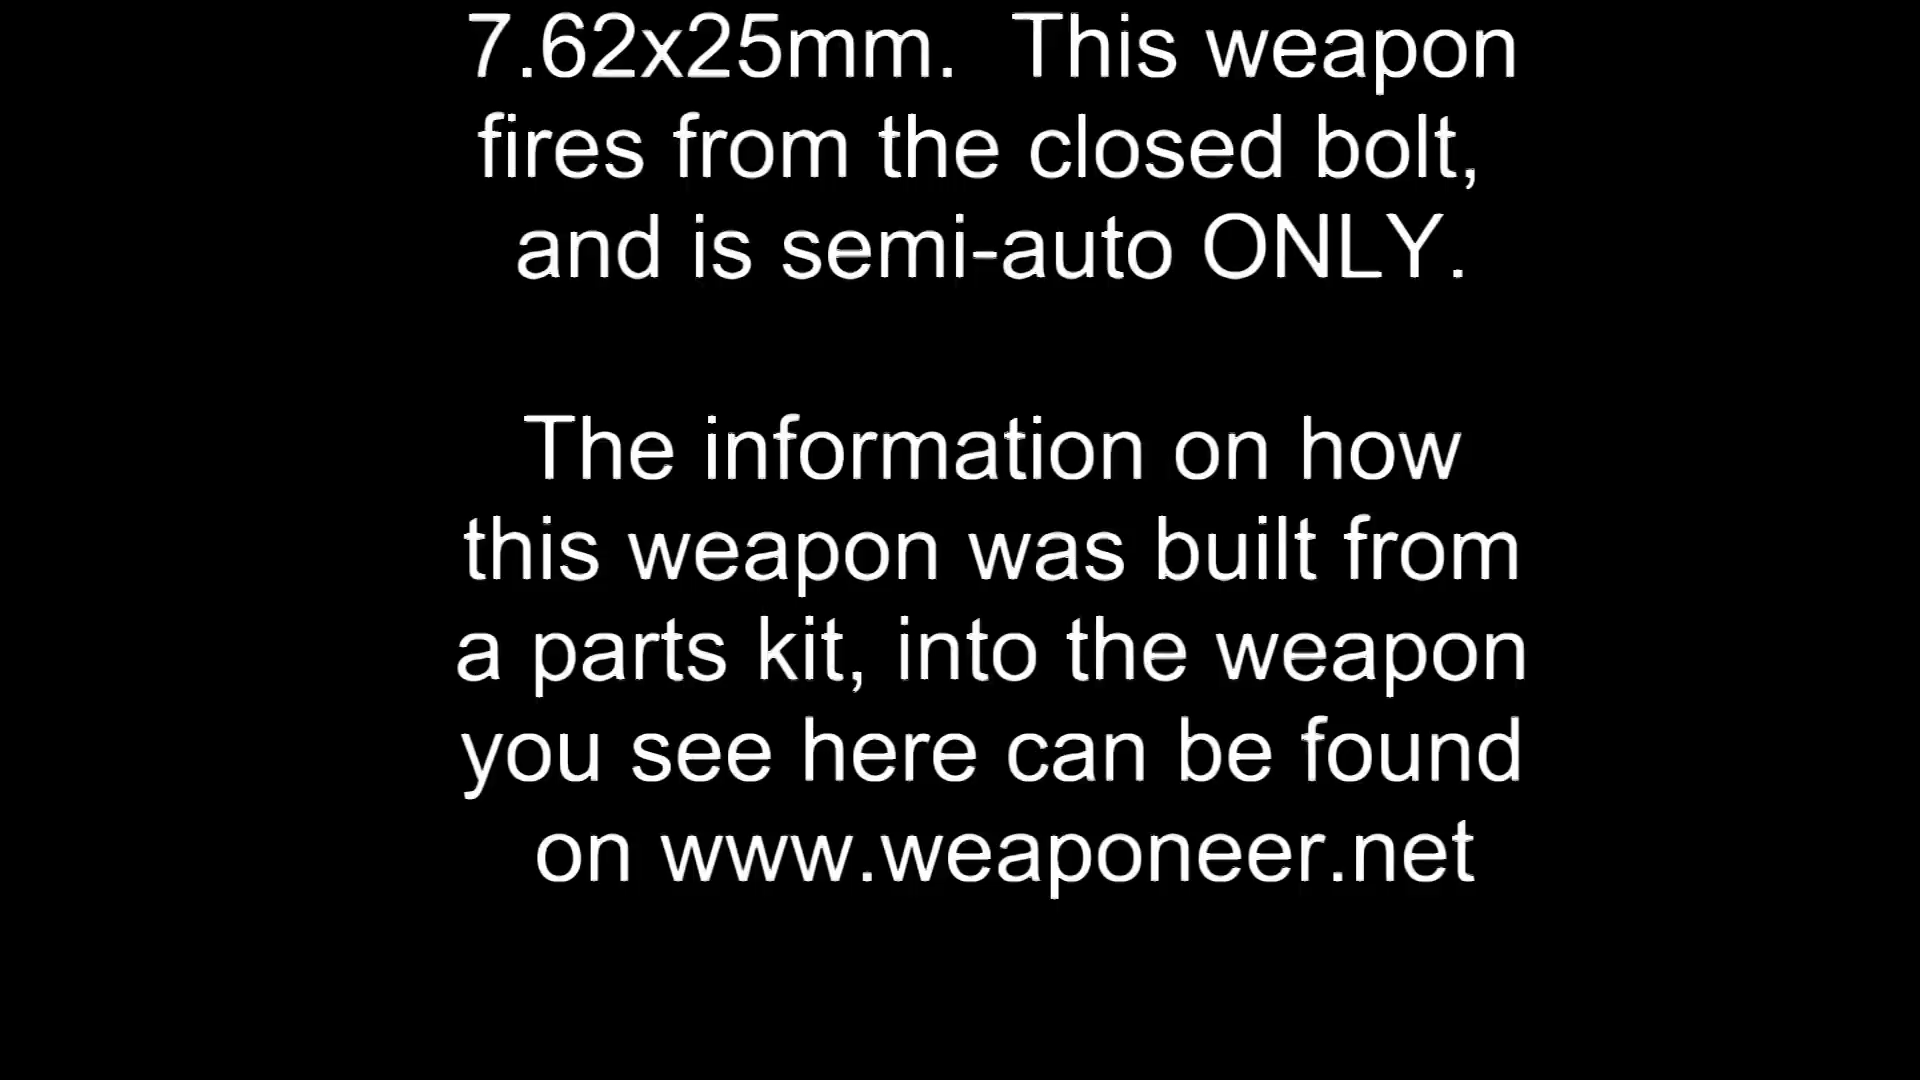 7.62x25mm.  This weapon
fires from the closed bolt,
and is semi-auto ONLY.
The information on how
this weapon was built from
a parts kit, into the weapon
you see here can be found
on www.weaponeer.net